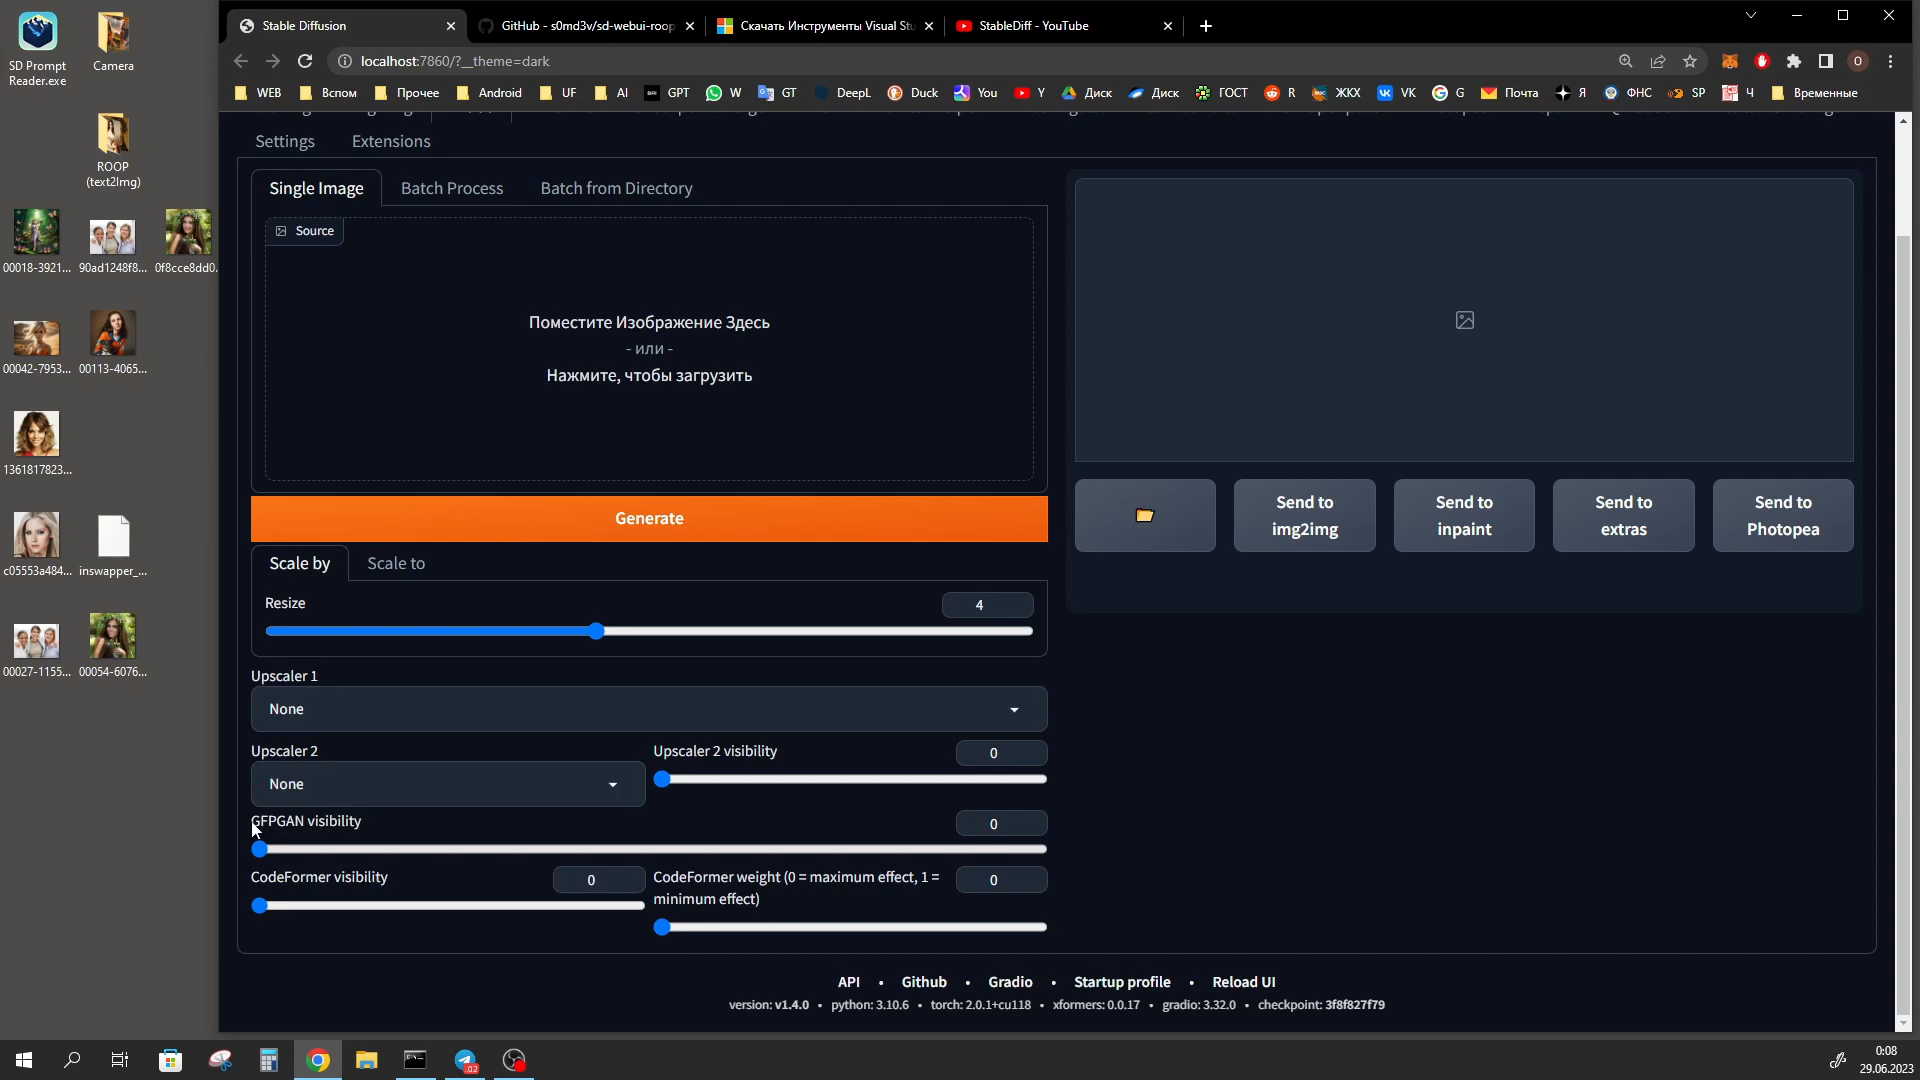 SD Prompt
Reader.exe
Camera
ROOP
(text2Img)
00018-3921...
90ad1248f8...
0f8cce8dd0.
00042-7953...
00113-4065...
1361817823...
c05553a484...
inswapper_...
00027-1155...
00054-6076...
Stable Diffusion
GitHub - s0md3v/sd-webui-roop
Скачать Инструменты Visual Stu
StableDiff - YouTube
localhost:7860/?__theme=dark
O
WEB
Вспом
Прочее
Android
UF
AI
GPT
W
GT
DeepL
Duck
You
Y
Диск
Диск
ГОСТ
R
ЖКХ
VK
G
Почта
Я
ФНС
SP
Ч
Временные
Settings
Extensions
Single Image
Batch Process
Batch from Directory
Source
Поместите Изображение Здесь
- или -
Нажмите, чтобы загрузить
Generate
Send to
img2img
Send to
inpaint
Send to
extras
Send to
Photopea
Scale by
Scale to
Resize
4
Upscaler 1
None
Upscaler 2
None
Upscaler 2 visibility
0
GFPGAN visibility
0
CodeFormer visibility
0
CodeFormer weight (0 = maximum effect, 1 =
minimum effect)
0
API • Github • Gradio • Startup profile • Reload UI
version: v1.4.0 • python: 3.10.6 • torch: 2.0.1+cu118 • xformers: 0.0.17 • gradio: 3.32.0 • checkpoint: 3f8f827f79
0:08
29.06.2023